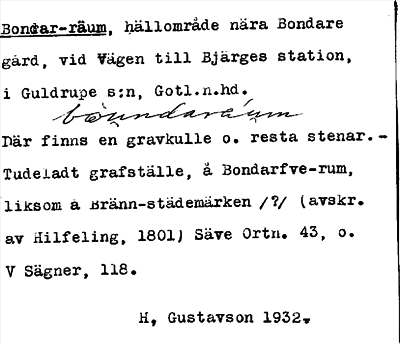 Bondar-räum, hällområde nära Bondare
gård, vid Vägen till Bjärges station,
i Guldrupe s:n, Gotl.n.hd.
Där finns en gravkulle o. resta stenar.-
Tudeladt grafställe, å Bondarfve-rum,
liksom å Bränn-städemärken /?/ (avskr.
av Hilfeling, 1801) Säve Ortn. 43, o.
V Sägner, 118.
H, Gustavson 1932.